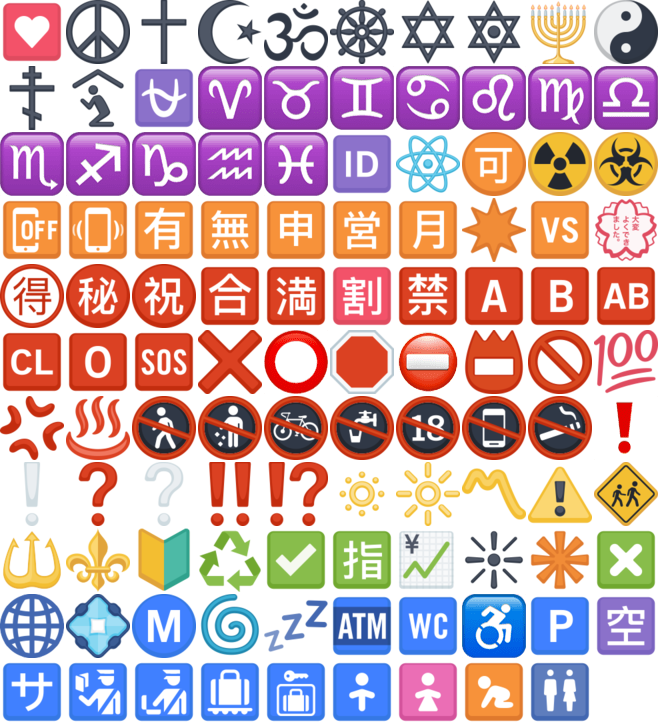 ID 可
OFF 有 無 申 営 月 VS 大変よくできました。
得 秘 祝 合 満 割 禁 A B AB
CL O SOS 100
18
! 
! ? ? !! !? !
指 ¥
M zzz ATM WC P 空
サ